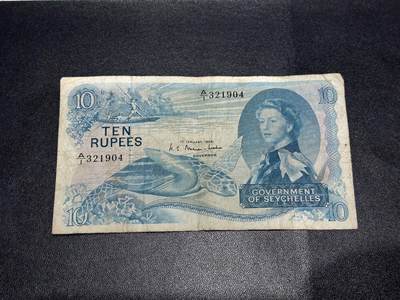 10
A/1 321904
10
TEN
RUPEES
A/1 321904
GOVERNOR
GOVERNMENT
OF SEYCHELLES
10
10